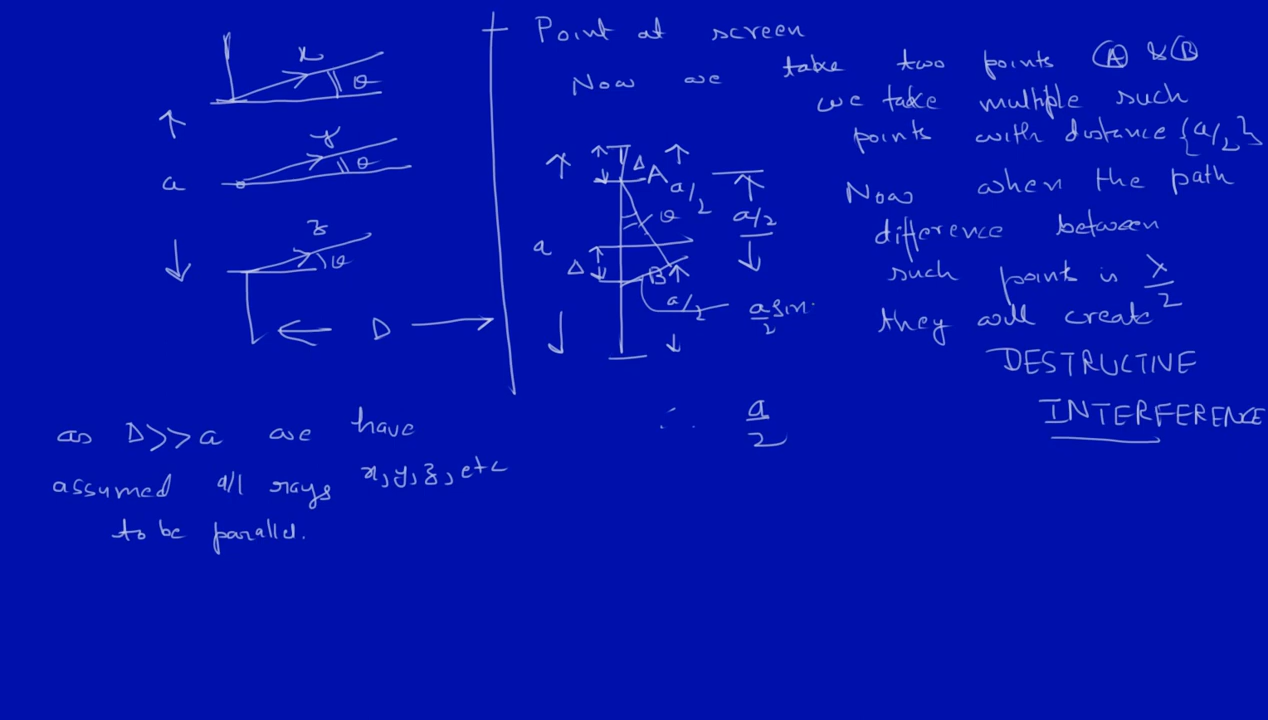 x
θ
y
θ
a
z
θ
D
as D>>a we have
assumed all rays x,y,z,etc
to be parallel.
Point at screen
Now we take two points Ⓐ & Ⓑ
we take multiple such
points with distance {a/2}
Δ A
a/2
θ
a
Δ B
a/2
a/2
a/2 sin
Now when the path
difference between
such points is λ/2
they will create
DESTRUCTIVE
INTERFERENCE
∴ a/2